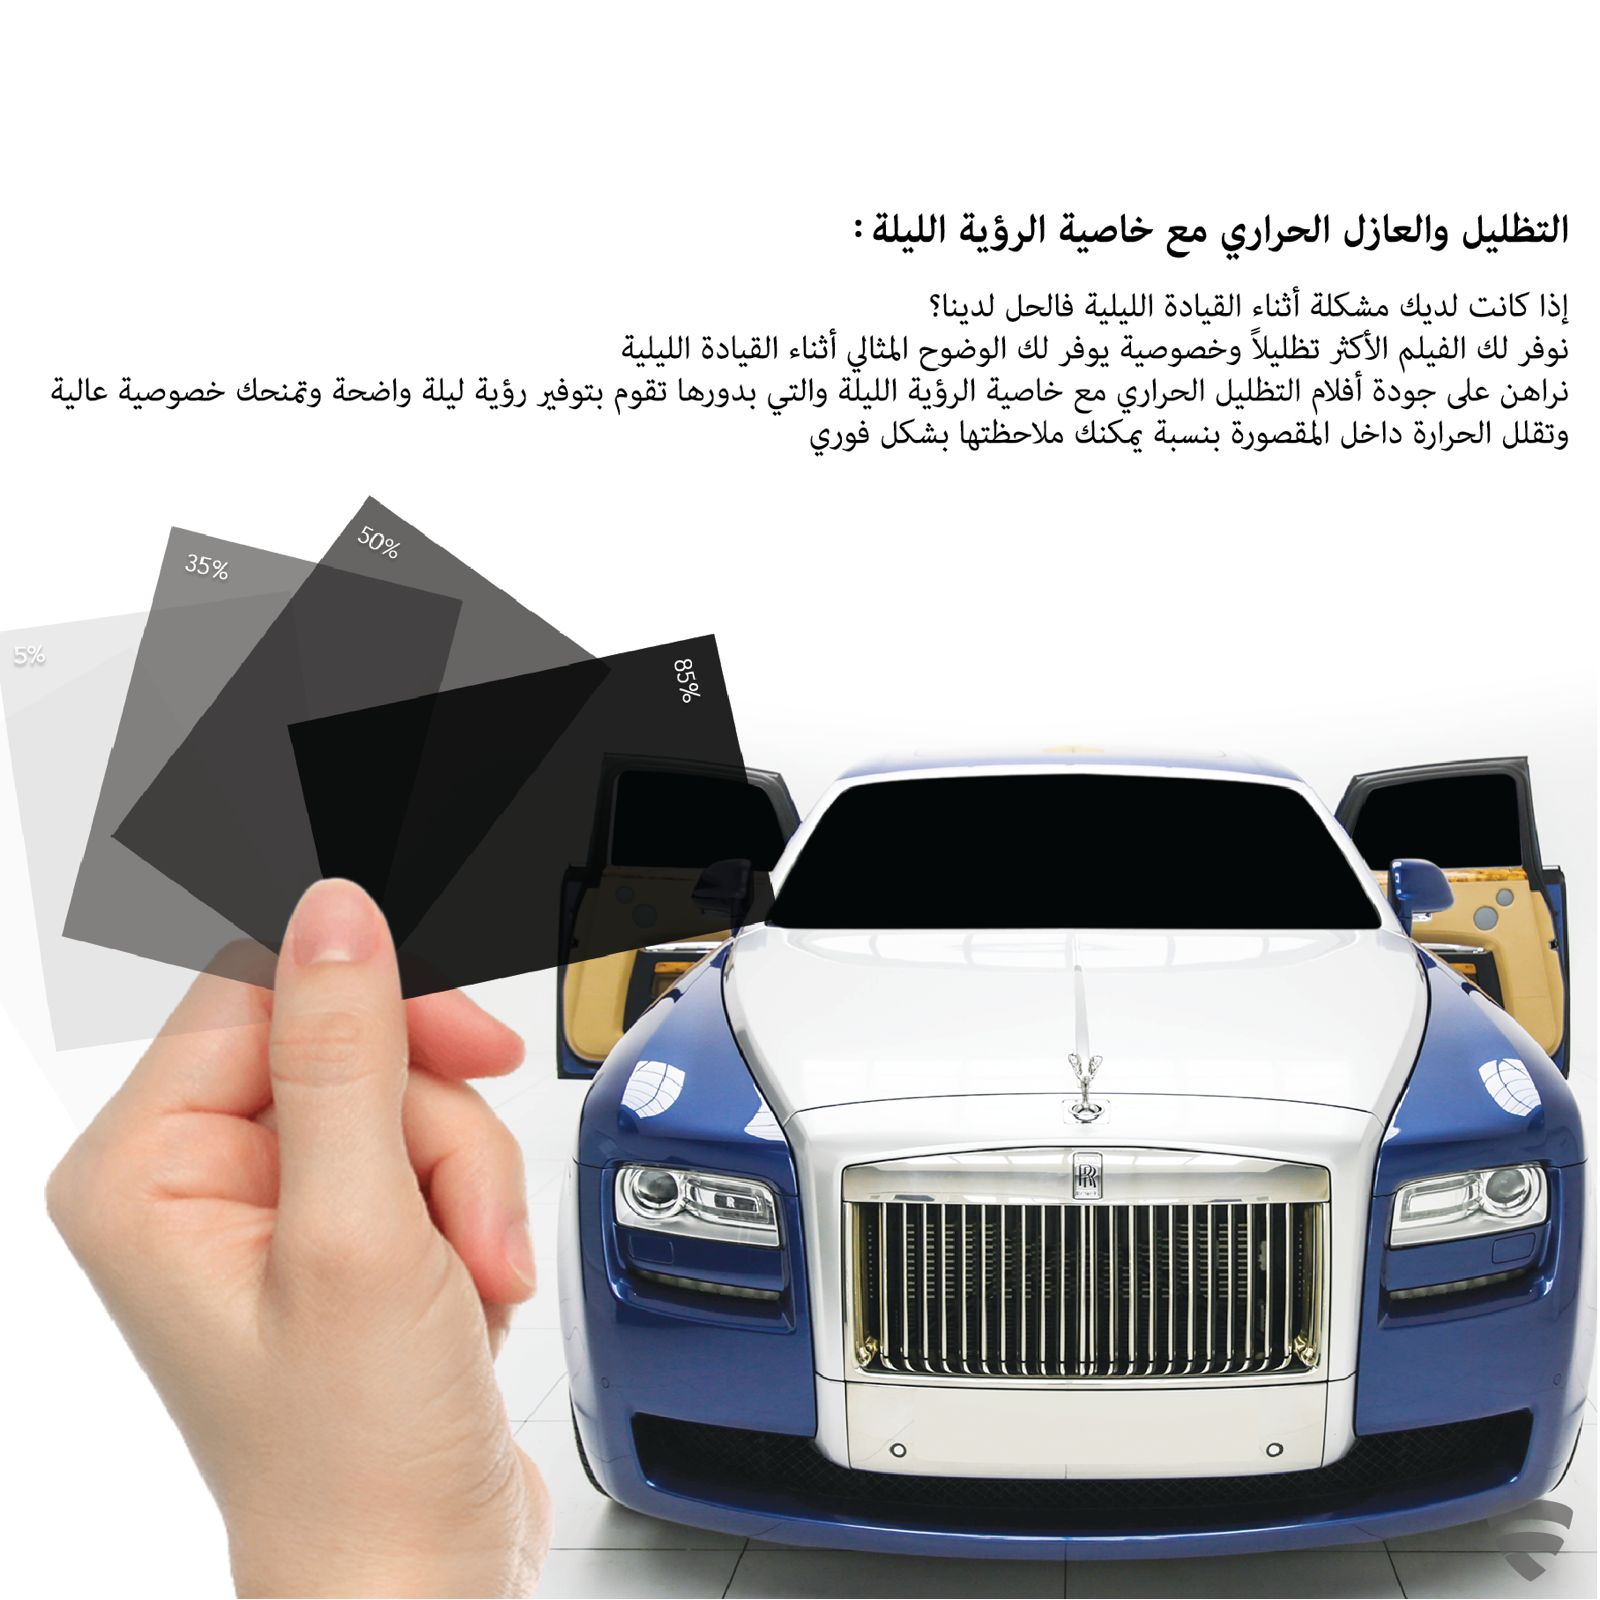 التظليل والعازل الحراري مع خاصية الرؤية الليلة :
إذا كانت لديك مشكلة أثناء القيادة الليلية فالحل لدينا؟
نوفر لك الفيلم الأكثر تظليلاً وخصوصية يوفر لك الوضوح المثالي أثناء القيادة الليلية
نراهن على جودة أفلام التظليل الحراري مع خاصية الرؤية الليلة والتي بدورها تقوم بتوفير رؤية ليلة واضحة وتمنحك خصوصية عالية
وتقلل الحرارة داخل المقصورة بنسبة يمكنك ملاحظتها بشكل فوري
5%
35%
50%
85%